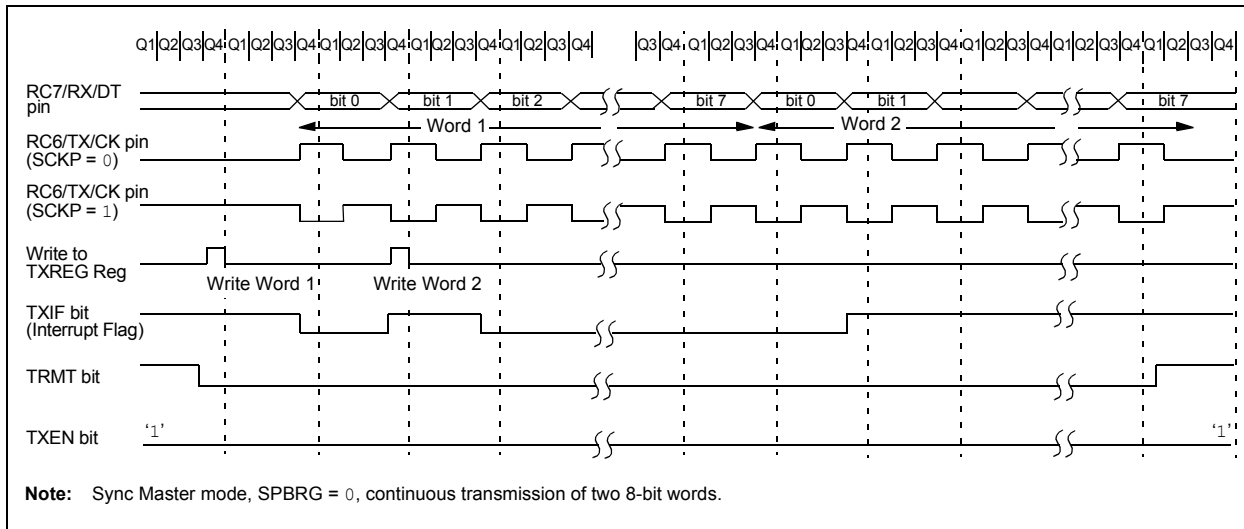 Q1 Q2 Q3 Q4 Q1 Q2 Q3 Q4 Q1 Q2 Q3 Q4 Q1 Q2 Q3 Q4 Q1 Q2 Q3 Q4 Q3 Q4 Q1 Q2 Q3 Q4 Q1 Q2 Q3 Q4 Q1 Q2 Q3 Q4 Q1 Q2 Q3 Q4 Q1 Q2 Q3 Q4 Q1 Q2 Q3 Q4
RC7/RX/DT
pin
bit 0 bit 1 bit 2 bit 7 bit 0 bit 1 bit 7
Word 1 Word 2
RC6/TX/CK pin
(SCKP = 0)
RC6/TX/CK pin
(SCKP = 1)
Write to
TXREG Reg
Write Word 1 Write Word 2
TXIF bit
(Interrupt Flag)
TRMT bit
TXEN bit
‘1’ ‘1’
Note: Sync Master mode, SPBRG = 0, continuous transmission of two 8-bit words.